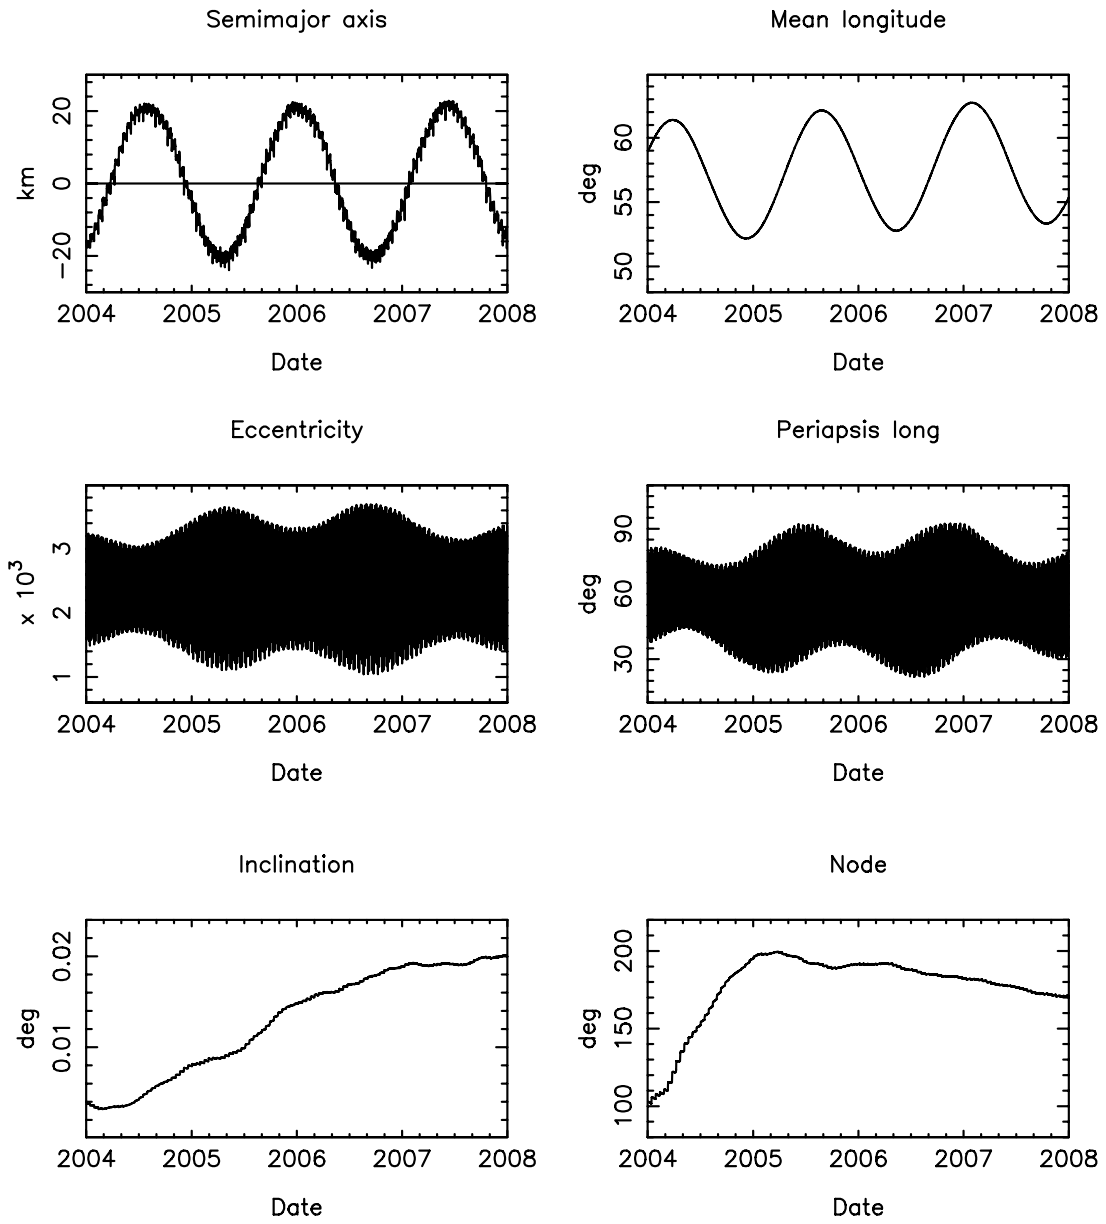 Semimajor axis
km
20
0
−20
2004 2005 2006 2007 2008
Date
Mean longitude
deg
60
55
50
2004 2005 2006 2007 2008
Date
Eccentricity
x 10³
3
2
1
2004 2005 2006 2007 2008
Date
Periapsis long
deg
90
60
30
2004 2005 2006 2007 2008
Date
Inclination
deg
0.02
0.01
2004 2005 2006 2007 2008
Date
Node
deg
200
150
100
2004 2005 2006 2007 2008
Date